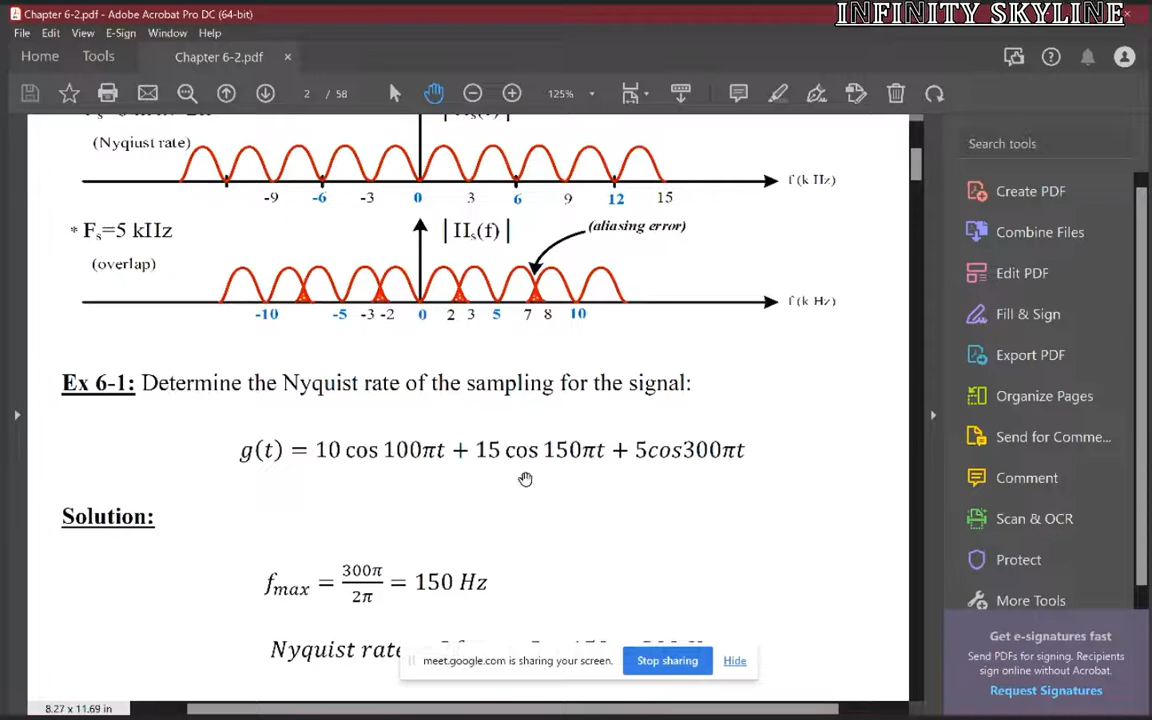 Chapter 6-2.pdf - Adobe Acrobat Pro DC (64-bit)
INFINITY SKYLINE
File Edit View E-Sign Window Help
Home Tools Chapter 6-2.pdf ×
2 / 58 125%
(Nyqiust rate)
-9 -6 -3 0 3 6 9 12 15 f (k Hz)
* Fs=5 kHz | Hs(f) | (aliasing error)
(overlap)
-10 -5 -3 -2 0 2 3 5 7 8 10 f (k Hz)
Ex 6-1: Determine the Nyquist rate of the sampling for the signal:
g(t) = 10 cos 100πt + 15 cos 150πt + 5cos300πt
Solution:
fmax = 300π/2π = 150 Hz
Nyquist rate
meet.google.com is sharing your screen. Stop sharing Hide
8.27 x 11.69 in
Search tools
Create PDF
Combine Files
Edit PDF
Fill & Sign
Export PDF
Organize Pages
Send for Comme...
Comment
Scan & OCR
Protect
More Tools
Get e-signatures fast
Send PDFs for signing. Recipients
sign online without Acrobat.
Request Signatures